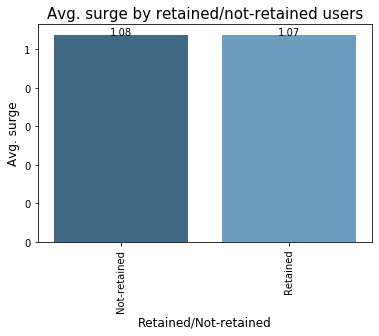 Avg. surge by retained/not-retained users
1.08
1.07
1
0
0
0
0
0
Avg. surge
Not-retained
Retained
Retained/Not-retained